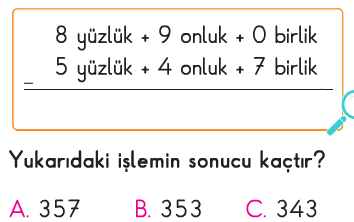 8 yüzlük + 9 onluk + 0 birlik
5 yüzlük + 4 onluk + 7 birlik
–
Yukarıdaki işlemin sonucu kaçtır?
A. 357 B. 353 C. 343